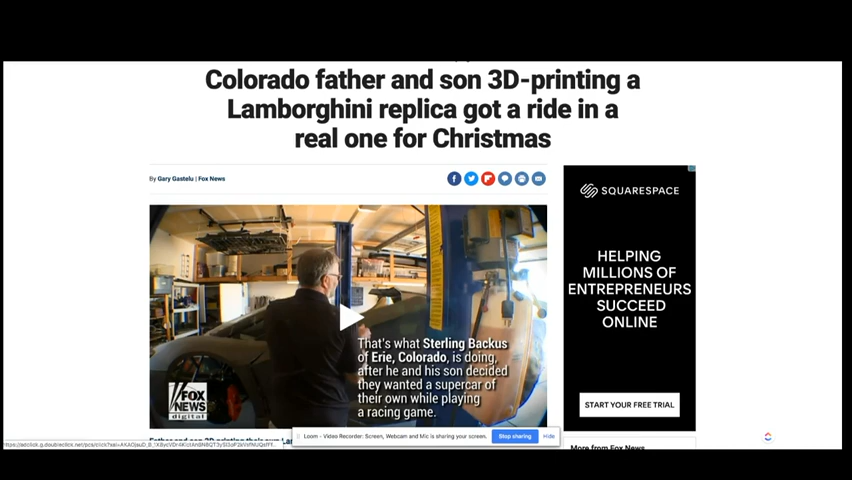 Colorado father and son 3D-printing a
Lamborghini replica got a ride in a
real one for Christmas
By Gary Gastelu | Fox News
SQUARESPACE
HELPING
MILLIONS OF
ENTREPRENEURS
SUCCEED
ONLINE
START YOUR FREE TRIAL
That's what Sterling Backus
of Erie, Colorado, is doing,
after he and his son decided
they wanted a supercar of
their own while playing
a racing game.
FOX
NEWS
digital
Loom - Video Recorder: Screen, Webcam and Mic is sharing your screen.
Stop sharing
Hide
More from Fox News